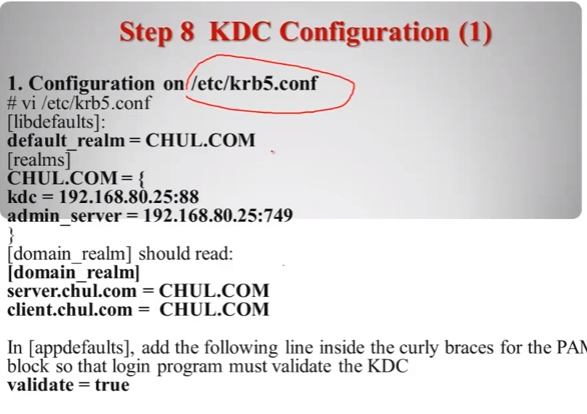 Step 8 KDC Configuration (1)
1. Configuration on /etc/krb5.conf
# vi /etc/krb5.conf
[libdefaults]:
default_realm = CHUL.COM
[realms]
CHUL.COM = {
kdc = 192.168.80.25:88
admin_server = 192.168.80.25:749
}
[domain_realm] should read:
[domain_realm]
server.chul.com = CHUL.COM
client.chul.com = CHUL.COM
In [appdefaults], add the following line inside the curly braces for the PAM
block so that login program must validate the KDC
validate = true